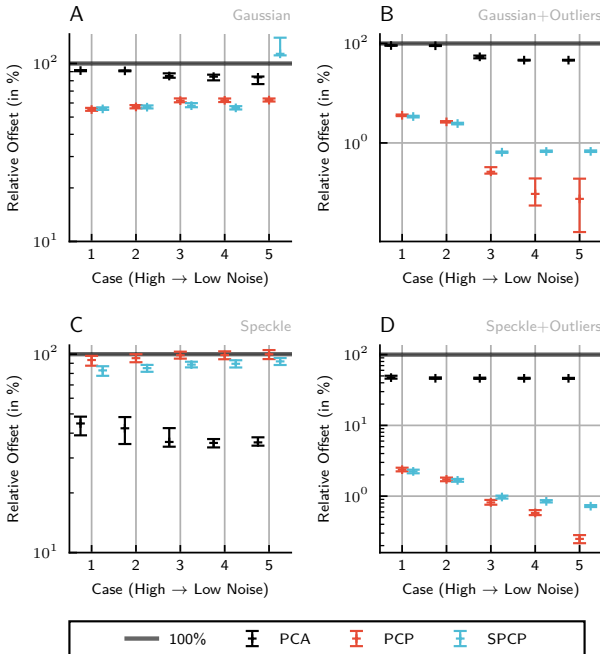 A Gaussian
B Gaussian+Outliers
Relative Offset (in %)
10²
10¹
1 2 3 4 5
Case (High → Low Noise)
Relative Offset (in %)
10²
10⁰
1 2 3 4 5
Case (High → Low Noise)
C Speckle
D Speckle+Outliers
Relative Offset (in %)
10²
10¹
1 2 3 4 5
Case (High → Low Noise)
Relative Offset (in %)
10²
10¹
10⁰
1 2 3 4 5
Case (High → Low Noise)
100% PCA PCP SPCP